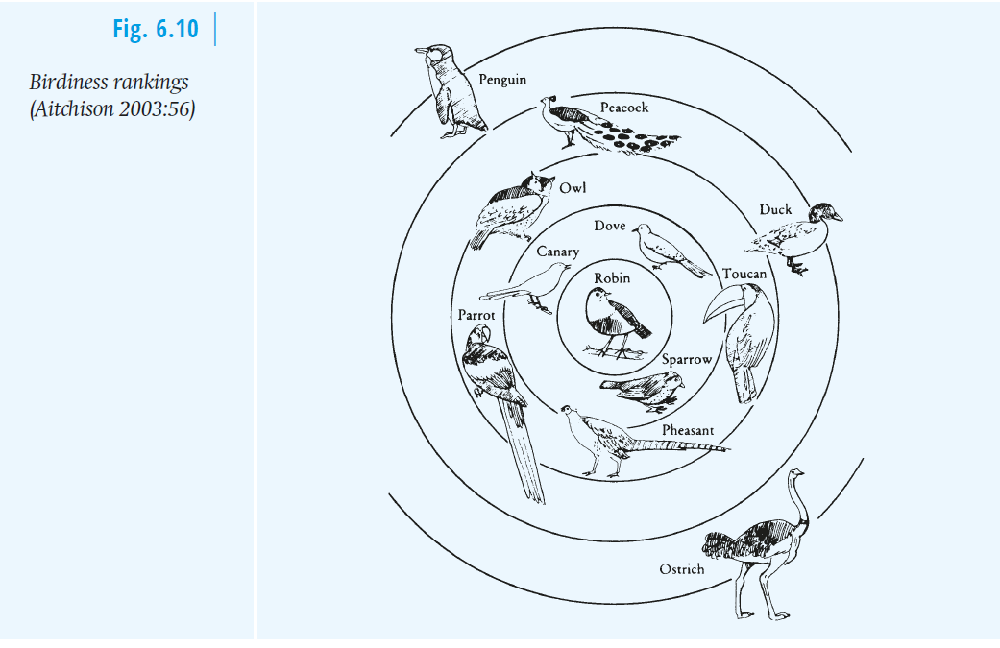 Fig. 6.10
Birdiness rankings
(Aitchison 2003:56)
Penguin
Peacock
Owl
Duck
Dove
Canary
Toucan
Robin
Parrot
Sparrow
Pheasant
Ostrich